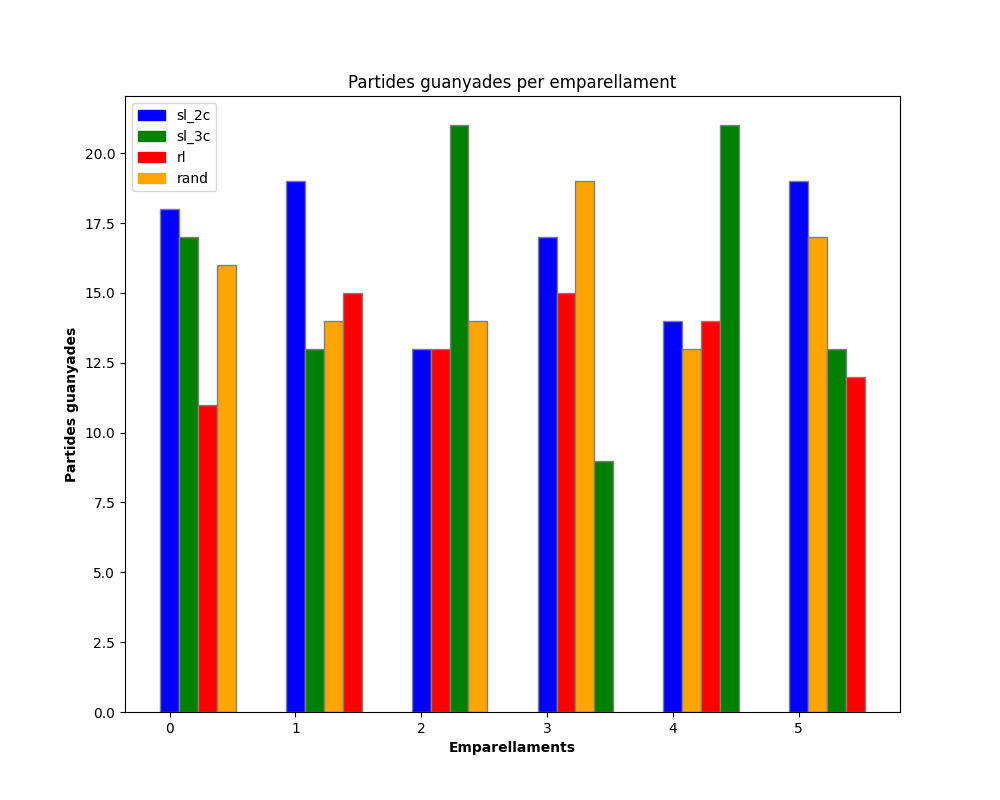 Partides guanyades per emparellament
sl_2c
sl_3c
rl
rand
20.0
17.5
15.0
12.5
10.0
7.5
5.0
2.5
0.0
Partides guanyades
0 1 2 3 4 5
Emparellaments